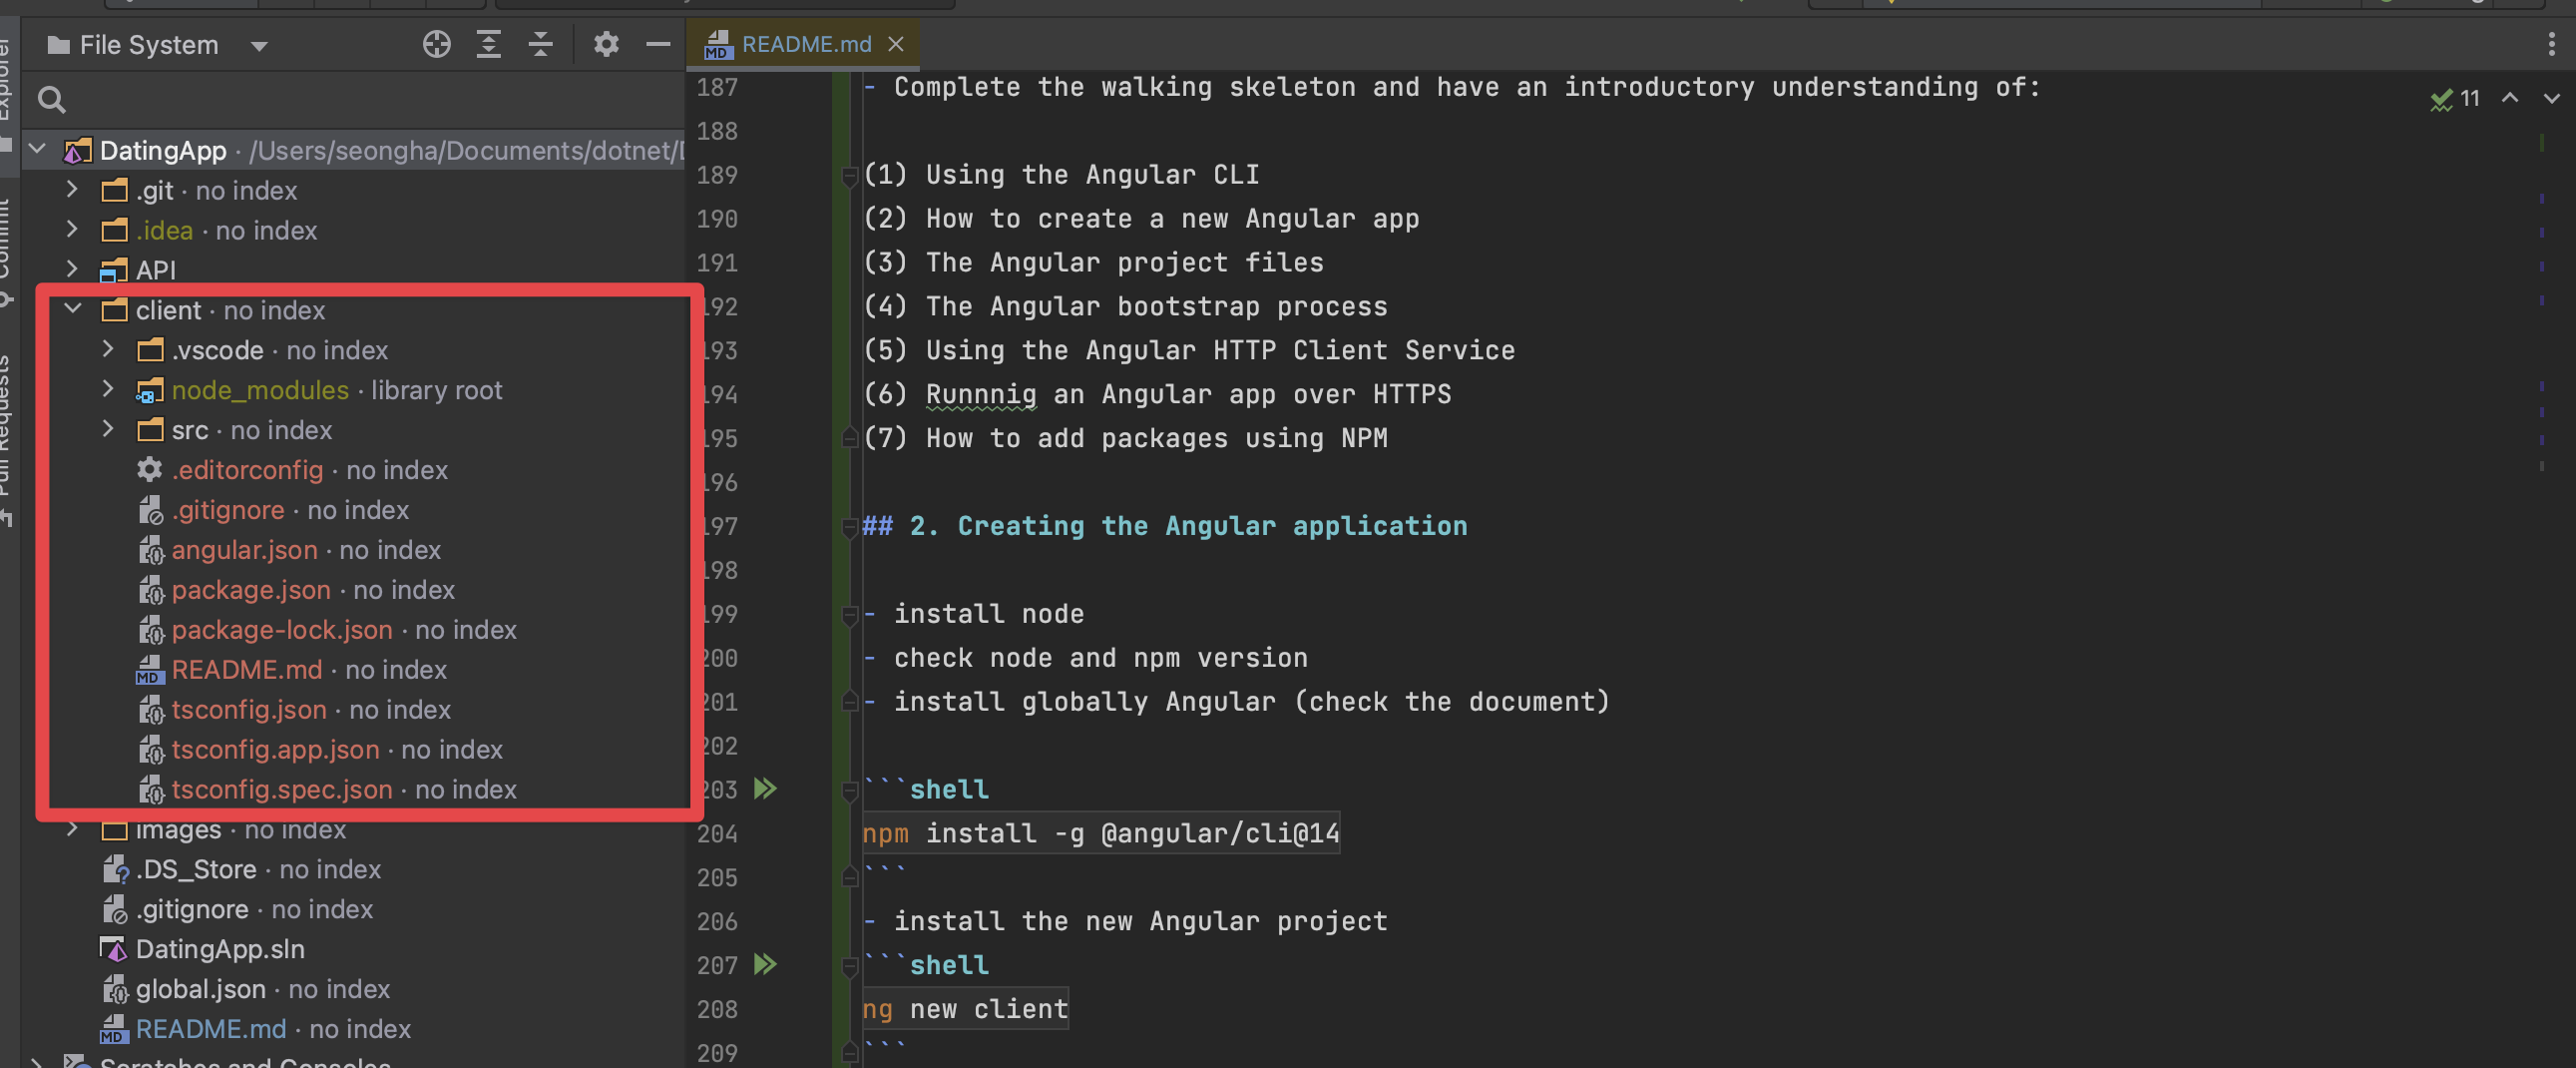 File System
README.md
11
Explorer
Commit
Pull Requests
DatingApp · /Users/seongha/Documents/dotnet/
.git · no index
.idea · no index
API
client · no index
.vscode · no index
node_modules · library root
src · no index
.editorconfig · no index
.gitignore · no index
angular.json · no index
package.json · no index
package-lock.json · no index
README.md · no index
tsconfig.json · no index
tsconfig.app.json · no index
tsconfig.spec.json · no index
images · no index
.DS_Store · no index
.gitignore · no index
DatingApp.sln
global.json · no index
README.md · no index
Scratches and Consoles
187 - Complete the walking skeleton and have an introductory understanding of:
188
189 (1) Using the Angular CLI
190 (2) How to create a new Angular app
191 (3) The Angular project files
192 (4) The Angular bootstrap process
193 (5) Using the Angular HTTP Client Service
194 (6) Runnnig an Angular app over HTTPS
195 (7) How to add packages using NPM
196
197 ## 2. Creating the Angular application
198
199 - install node
200 - check node and npm version
201 - install globally Angular (check the document)
202
203 ```shell
204 npm install -g @angular/cli@14
205 ```
206 - install the new Angular project
207 ```shell
208 ng new client
209 ```